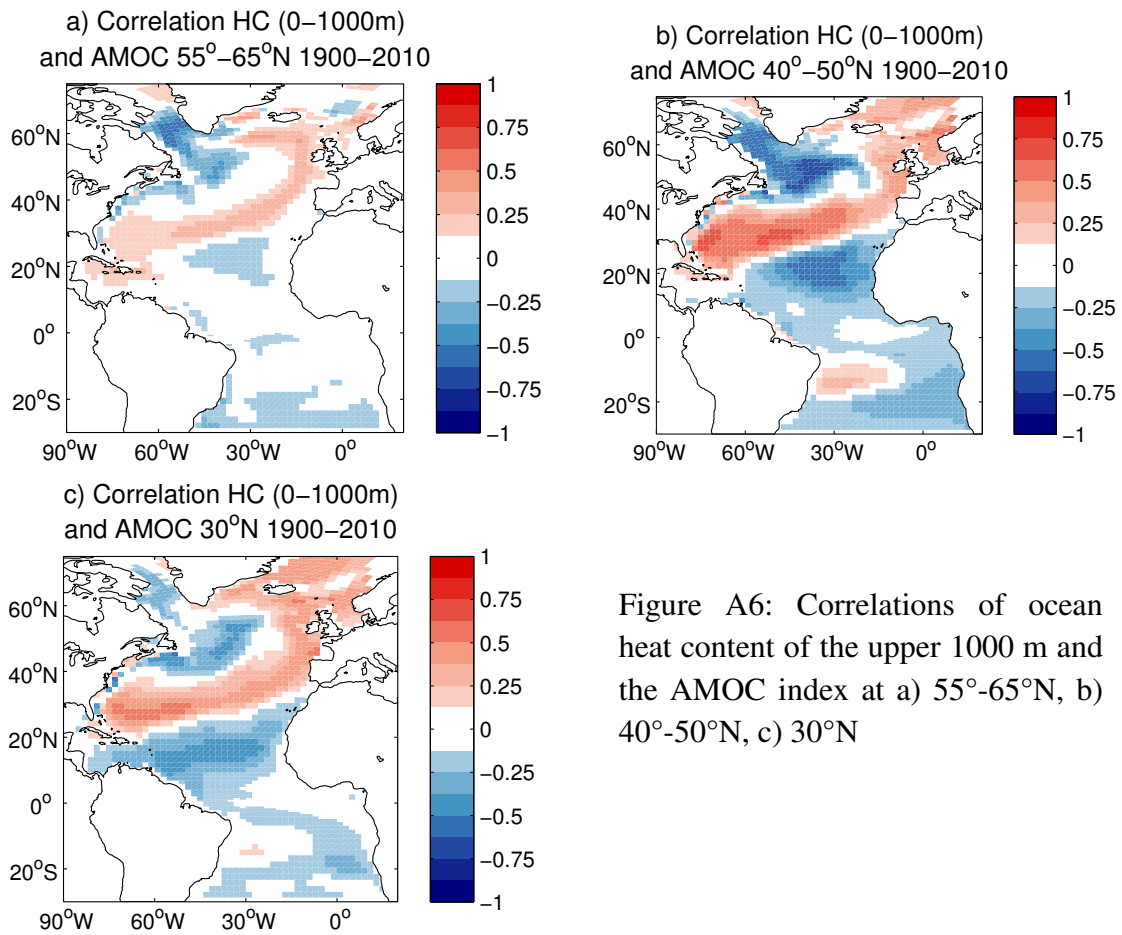 a) Correlation HC (0−1000m)
and AMOC 55°−65°N 1900−2010
60°N
40°N
20°N
0°
20°S
90°W 60°W 30°W 0°
1
0.75
0.5
0.25
0
−0.25
−0.5
−0.75
−1
b) Correlation HC (0−1000m)
and AMOC 40°−50°N 1900−2010
60°N
40°N
20°N
0°
20°S
90°W 60°W 30°W 0°
1
0.75
0.5
0.25
0
−0.25
−0.5
−0.75
−1
c) Correlation HC (0−1000m)
and AMOC 30°N 1900−2010
60°N
40°N
20°N
0°
20°S
90°W 60°W 30°W 0°
1
0.75
0.5
0.25
0
−0.25
−0.5
−0.75
−1
Figure A6: Correlations of ocean
heat content of the upper 1000 m and
the AMOC index at a) 55°-65°N, b)
40°-50°N, c) 30°N